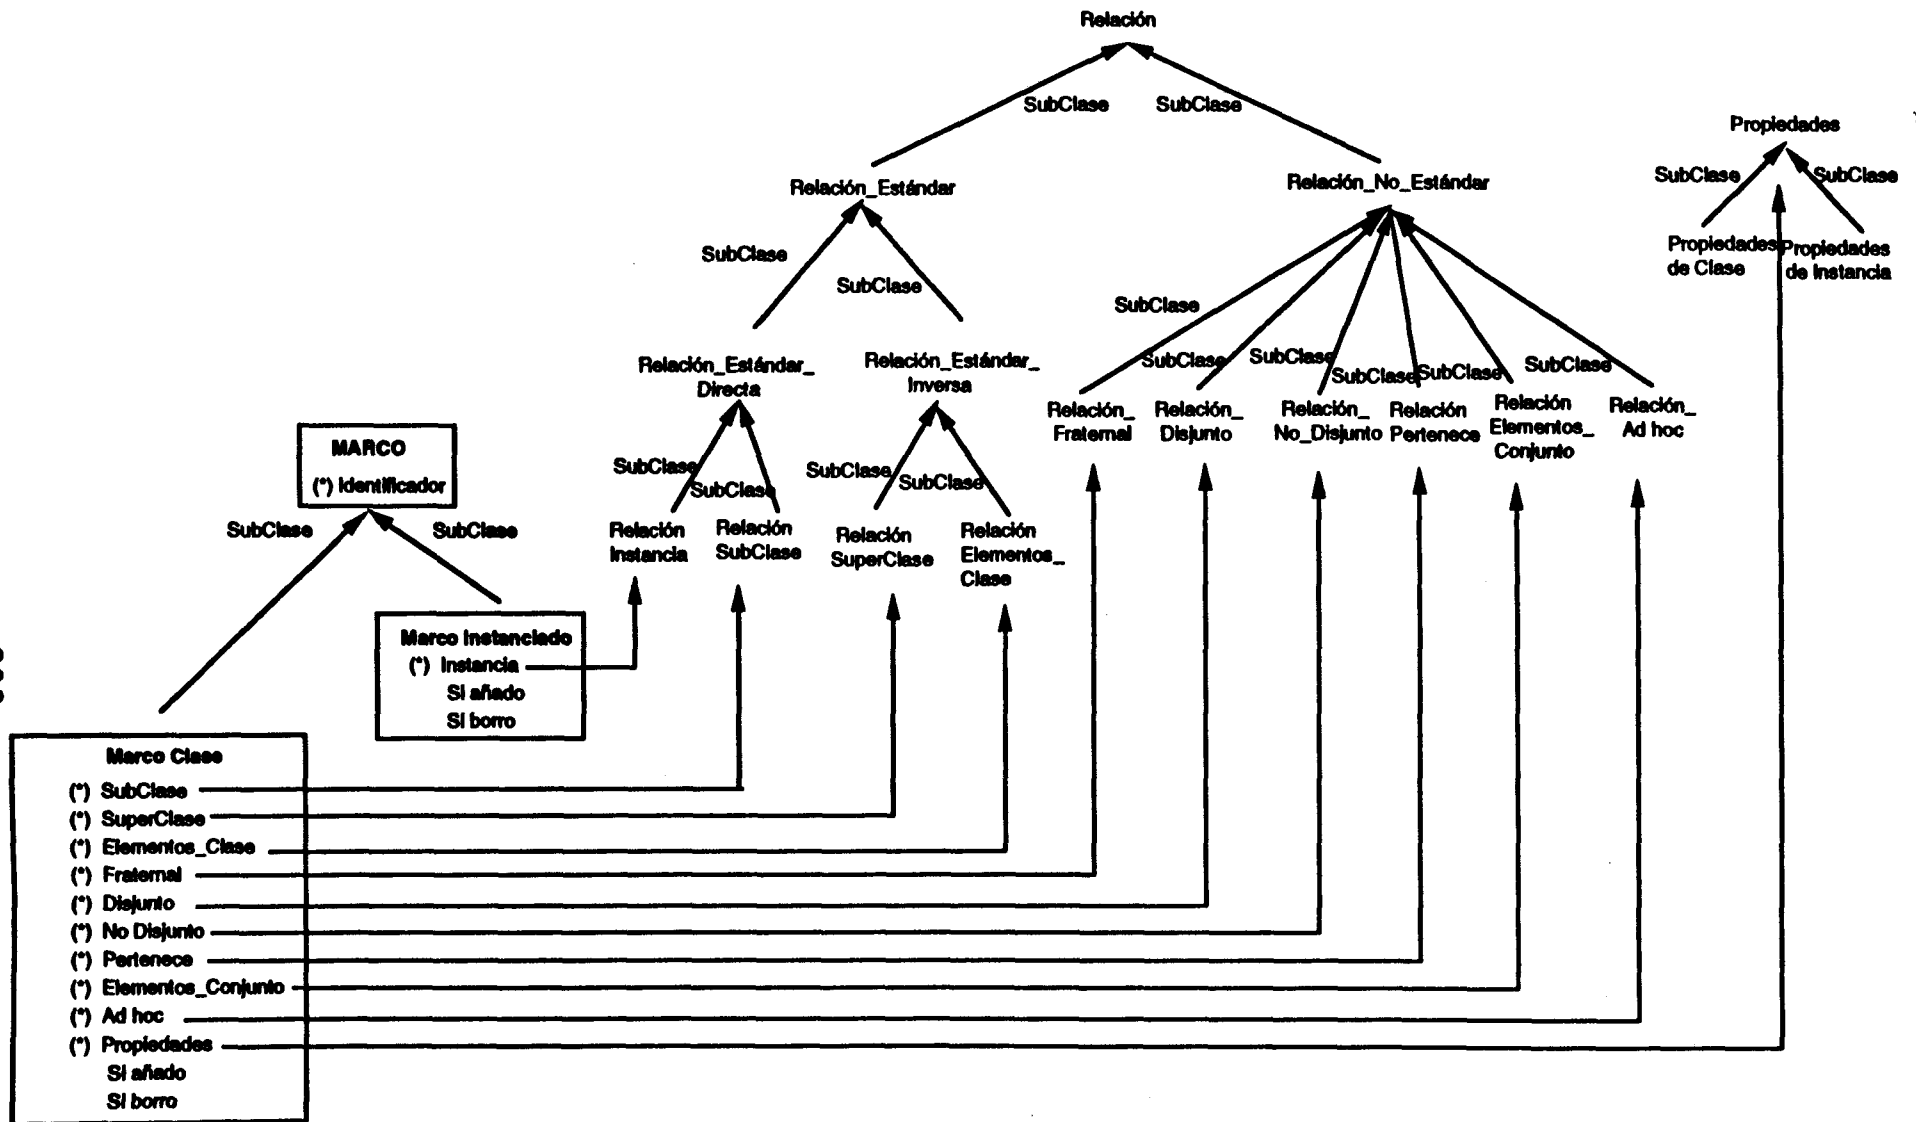 Relación
SubClase SubClase
Propiedades
SubClase SubClase
Relación_Estándar
Relación_No_Estándar
Propiedades de Clase
Propiedades de Instancia
SubClase
SubClase
SubClase
SubClase
SubClase
SubClase
SubClase
SubClase
Relación_Estándar_
Directa
Relación_Estándar_
Inversa
Relación_
Fraternal
Relación_
Disjunto
Relación_
No_Disjunto
Relación
Pertenece
Relación
Elementos_
Conjunto
Relación_
Ad hoc
MARCO
(*) Identificador
SubClase
SubClase
SubClase
SubClase
SubClase
SubClase
Relación
Instancia
Relación
SubClase
Relación
SuperClase
Relación
Elementos_
Clase
Marco Instanciado
(*) Instancia
Si añado
Si borro
Marco Clase
(*) SubClase
(*) SuperClase
(*) Elementos_Clase
(*) Fraternal
(*) Disjunto
(*) No Disjunto
(*) Pertenece
(*) Elementos_Conjunto
(*) Ad hoc
(*) Propiedades
Si añado
Si borro